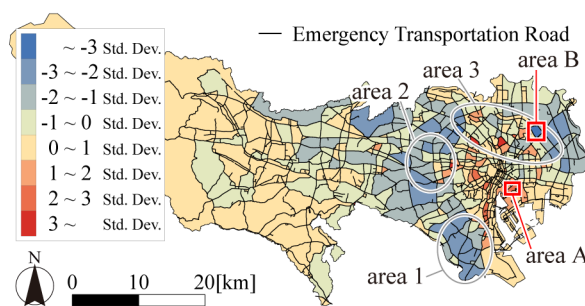 ~ -3 Std. Dev.
-3 ~ -2 Std. Dev.
-2 ~ -1 Std. Dev.
-1 ~ 0 Std. Dev.
0 ~ 1 Std. Dev.
1 ~ 2 Std. Dev.
2 ~ 3 Std. Dev.
3 ~ Std. Dev.
Emergency Transportation Road
area B
area 3
area 2
area A
area 1
N
0 10 20[km]